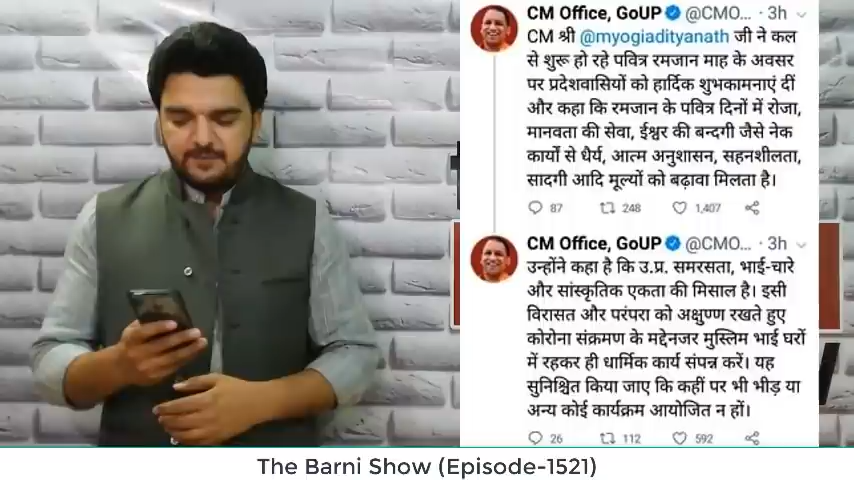 CM Office, GoUP @CMO... · 3h
CM श्री @myogiadityanath जी ने कल
से शुरू हो रहे पवित्र रमजान माह के अवसर
पर प्रदेशवासियों को हार्दिक शुभकामनाएं दीं
और कहा कि रमजान के पवित्र दिनों में रोजा,
मानवता की सेवा, ईश्वर की बन्दगी जैसे नेक
कार्यों से धैर्य, आत्म अनुशासन, सहनशीलता,
सादगी आदि मूल्यों को बढ़ावा मिलता है।
87 248 1,407
CM Office, GoUP @CMO... · 3h
उन्होंने कहा है कि उ.प्र. समरसता, भाई-चारे
और सांस्कृतिक एकता की मिसाल है। इसी
विरासत और परंपरा को अक्षुण्ण रखते हुए
कोरोना संक्रमण के मद्देनजर मुस्लिम भाई घरों
में रहकर ही धार्मिक कार्य संपन्न करें। यह
सुनिश्चित किया जाए कि कहीं पर भी भीड़ या
अन्य कोई कार्यक्रम आयोजित न हों।
26 112 592
The Barni Show (Episode-1521)